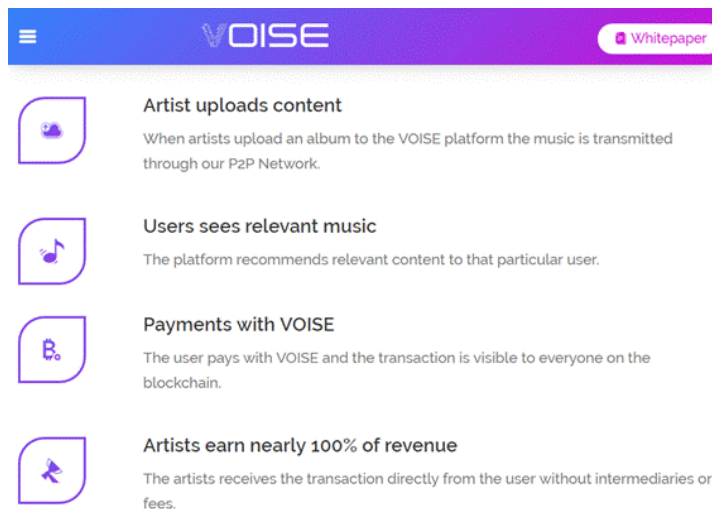 VOISE
Whitepaper
Artist uploads content
When artists upload an album to the VOISE platform the music is transmitted
through our P2P Network.
Users sees relevant music
The platform recommends relevant content to that particular user.
Payments with VOISE
The user pays with VOISE and the transaction is visible to everyone on the
blockchain.
Artists earn nearly 100% of revenue
The artists receives the transaction directly from the user without intermediaries or
fees.